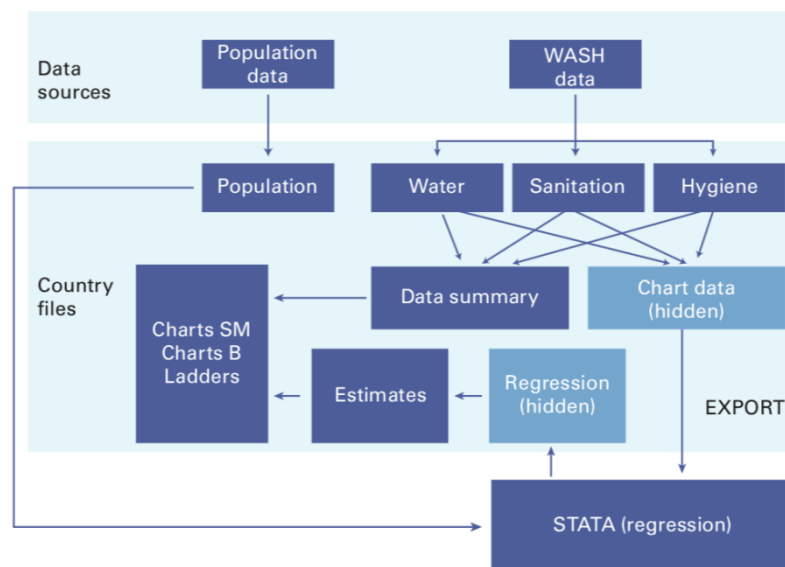 Data
sources
Population
data
WASH
data
Population
Water
Sanitation
Hygiene
Country
files
Data summary
Chart data
(hidden)
Charts SM
Charts B
Ladders
Estimates
Regression
(hidden)
EXPORT
STATA (regression)